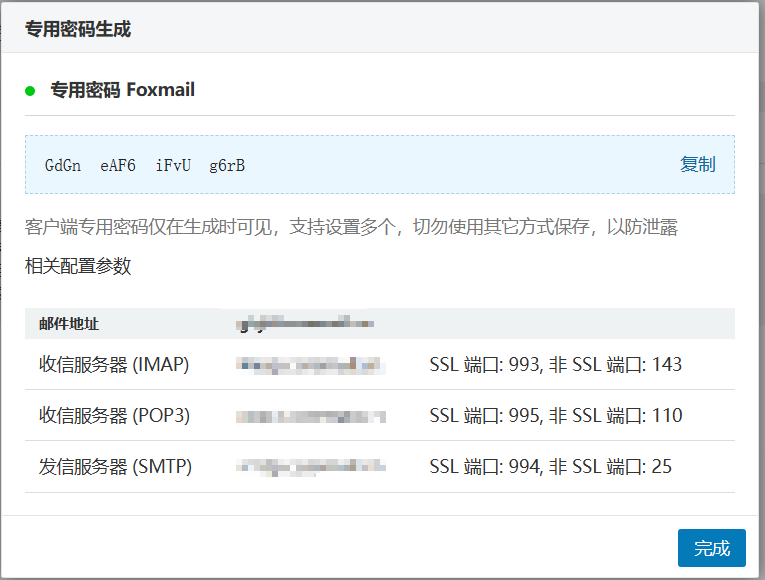 专用密码生成
专用密码 Foxmail
GdGn eAF6 iFvU g6rB 复制
客户端专用密码仅在生成时可见，支持设置多个，切勿使用其它方式保存，以防泄露
相关配置参数
邮件地址
收信服务器 (IMAP) SSL 端口: 993, 非 SSL 端口: 143
收信服务器 (POP3) SSL 端口: 995, 非 SSL 端口: 110
发信服务器 (SMTP) SSL 端口: 994, 非 SSL 端口: 25
完成